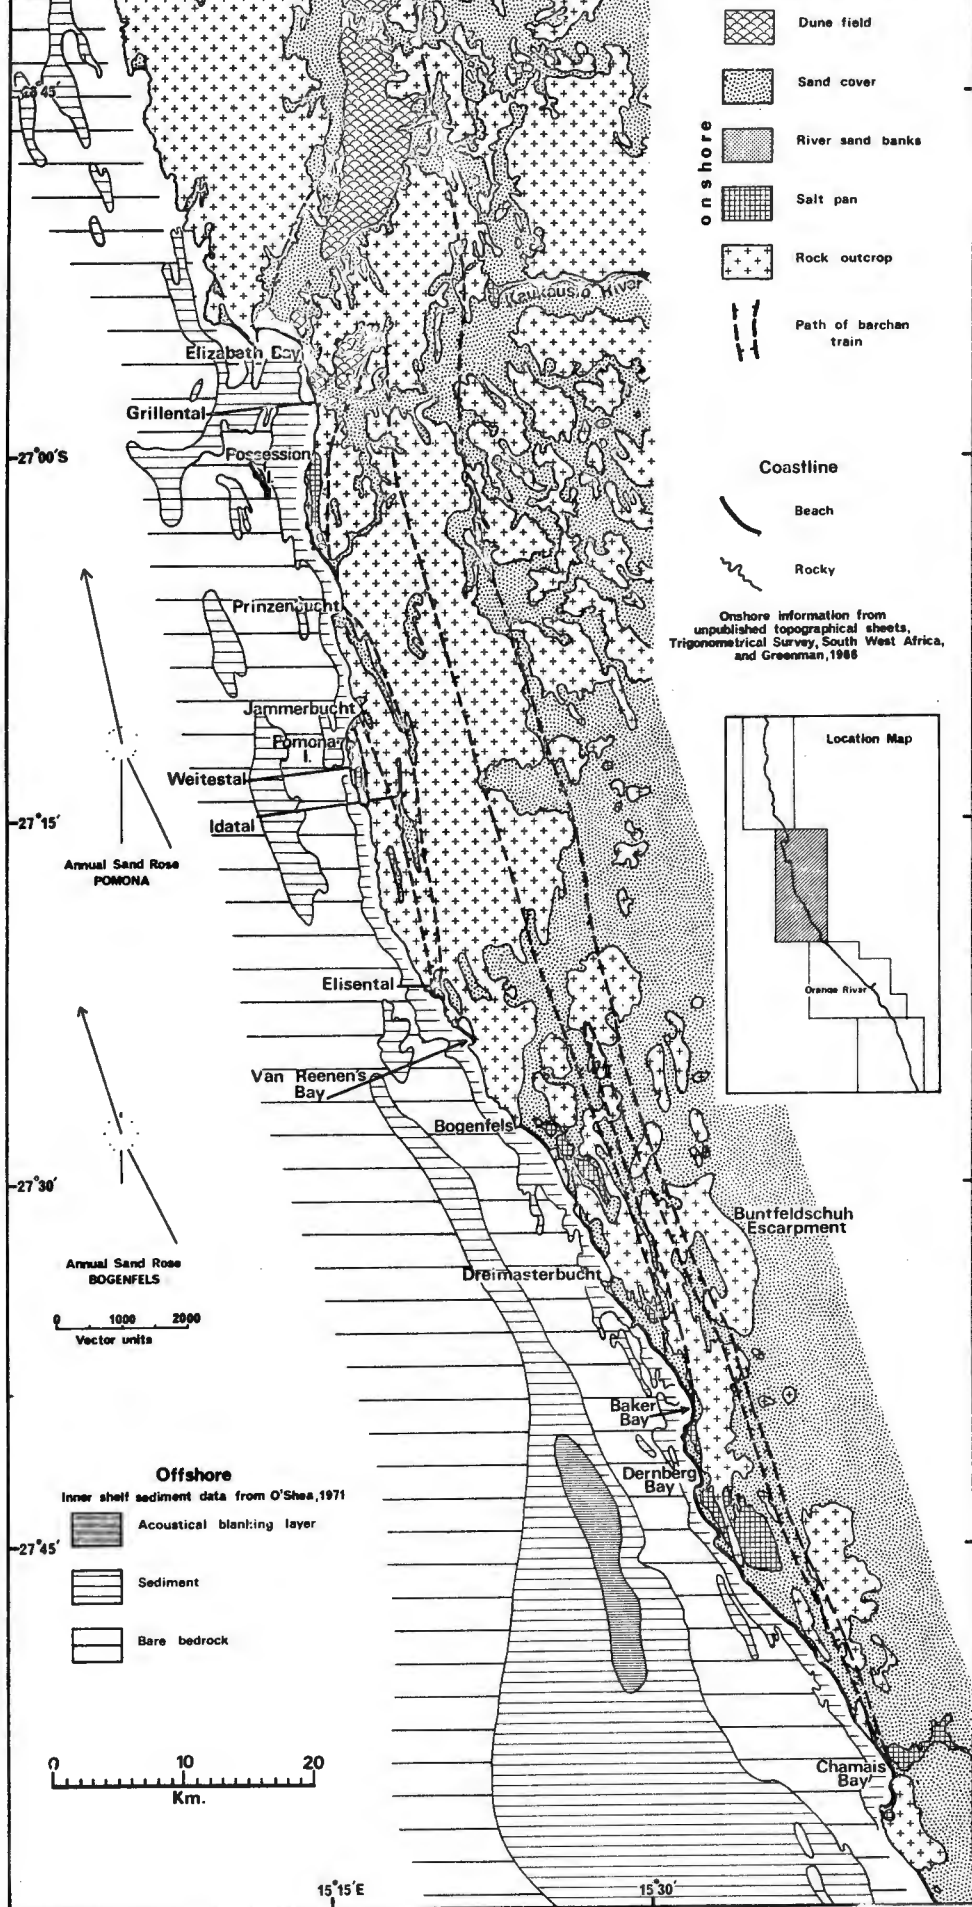 Dune field
Sand cover
River sand banks
Salt pan
Rock outcrop
Path of barchan
train
onshore
Coastline
Beach
Rocky
Onshore information from
unpublished topographical sheets,
Trigonometrical Survey, South West Africa,
and Greenman, 1966
Location Map
Orange River
45'
Kaukausib River
Elizabeth Bay
Grillental
27°00'S
Possession
I.
Prinzenbucht
Jammerbucht
Pomona
I.
Weitestal
Idatal
27°15'
Annual Sand Rose
POMONA
Elisental
Van Reenen's
Bay
Bogenfels
27°30'
Buntfeldschuh
Escarpment
Annual Sand Rose
BOGENFELS
0 1000 2000
Vector units
Dreimasterbucht
Baker
Bay
Dernberg
Bay
Offshore
Inner shelf sediment data from O'Shea, 1971
Acoustical blanking layer
27°45'
Sediment
Bare bedrock
0 10 20
Km.
Chamais
Bay
15°15'E
15°30'